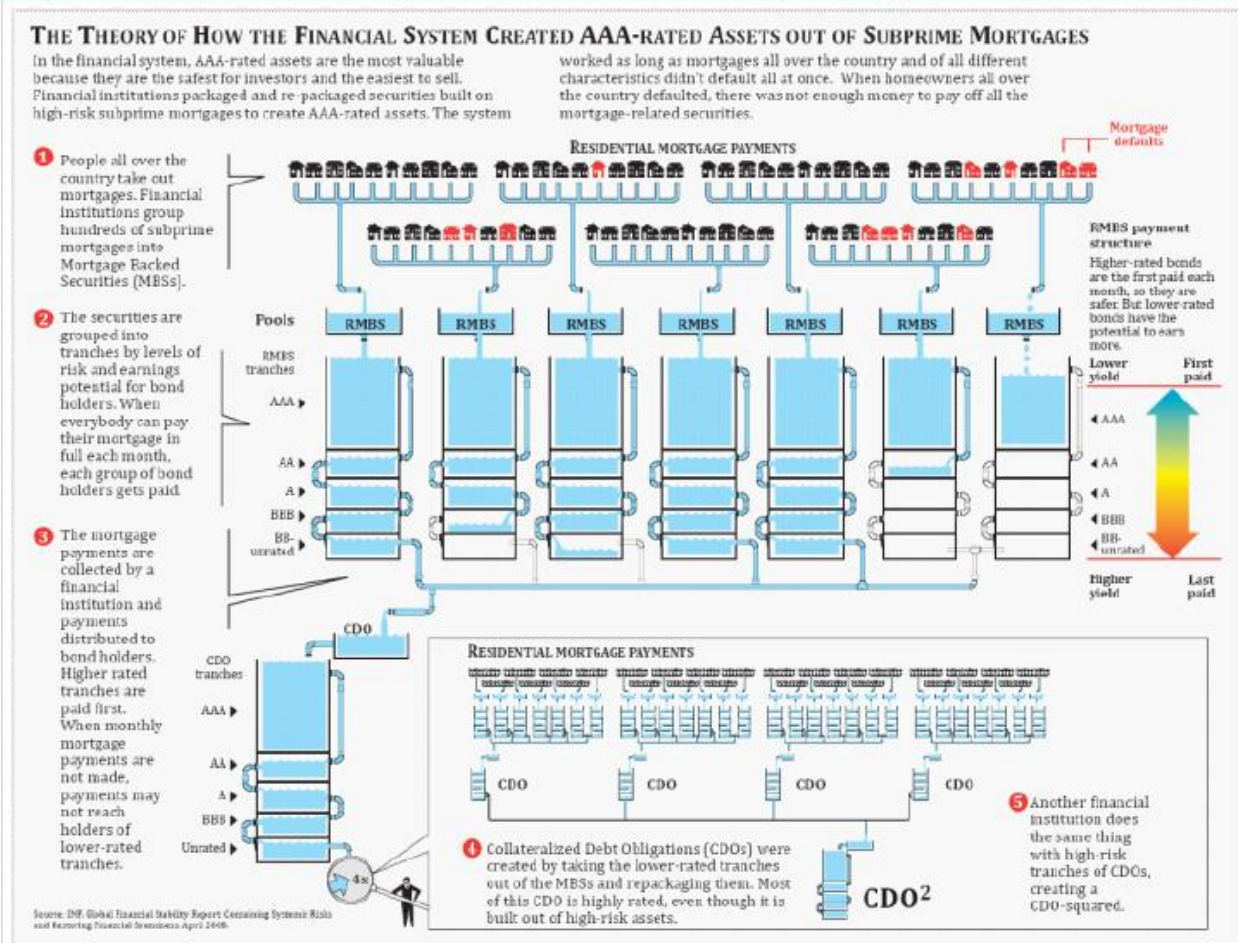 THE THEORY OF HOW THE FINANCIAL SYSTEM CREATED AAA-RATED ASSETS OUT OF SUBPRIME MORTGAGES
In the financial system, AAA-rated assets are the most valuable
because they are the safest for investors and the easiest to sell.
Financial institutions packaged and re-packaged securities built on
high-risk subprime mortgages to create AAA-rated assets. The system
worked as long as mortgages all over the country and of all different
characteristics didn't default all at once. When homeowners all over
the country defaulted, there was not enough money to pay off all the
mortgage-related securities.
1 People all over the
country take out
mortgages. Financial
institutions group
hundreds of subprime
mortgages into
Mortgage Backed
Securities (MBSs).
RESIDENTIAL MORTGAGE PAYMENTS
Mortgage
defaults
RMBS payment
structure
Higher-rated bonds
are the first paid each
month, so they are
safer. But lower-rated
bonds have the
potential to earn
more.
2 The securities are
grouped into
tranches by levels of
risk and earnings
potential for bond
holders. When
everybody can pay
their mortgage in
full each month,
each group of bond
holders gets paid
Pools
RMBS
RMBS
RMBS
RMBS
RMBS
RMBS
RMBS
RMBS
tranches
AAA
AA
A
BBB
BB-
unrated
Lower
yield
First
paid
AAA
AA
A
BBB
BB-
unrated
Higher
yield
Last
paid
3 The mortgage
payments are
collected by a
financial
institution and
payments
distributed to
bond holders.
Higher rated
tranches are
paid first.
When monthly
mortgage
payments are
not made,
payments may
not reach
holders of
lower-rated
tranches.
CDO
CDO
tranches
AAA
AA
A
BBB
Unrated
4x
RESIDENTIAL MORTGAGE PAYMENTS
CDO
CDO
CDO
CDO
4 Collateralized Debt Obligations (CDOs) were
created by taking the lower-rated tranches
out of the MBSs and repackaging them. Most
of this CDO is highly rated, even though it is
built out of high-risk assets.
CDO²
5 Another financial
institution does
the same thing
with high-risk
tranches of CDOs,
creating a
CDO-squared.
Source: IMF, Global Financial Stability Report Containing Systemic Risks
and Restoring Financial Soundness April 2008.